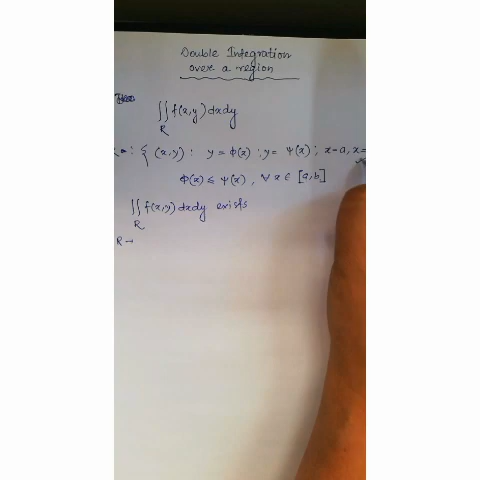 Double Integration
over a region
∬ f(x,y) dxdy
R
: { (x,y) : y = φ(x) ; y = ψ(x) ; x = a, x =
φ(x) ≤ ψ(x), ∀ x ∈ [a,b]
∬ f(x,y) dxdy exists
R
R →